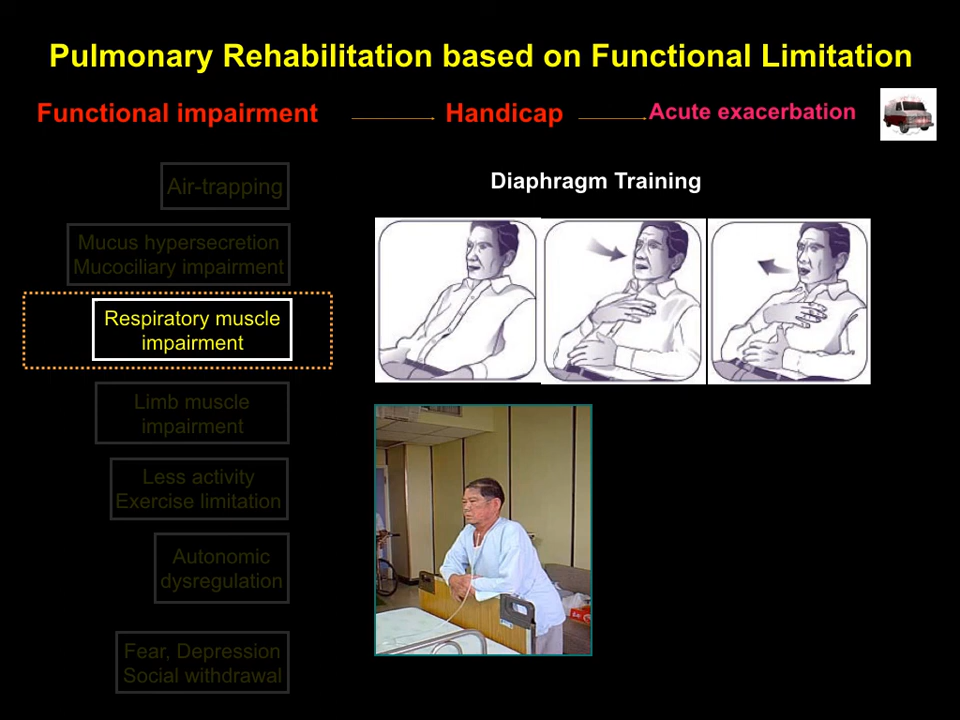 Pulmonary Rehabilitation based on Functional Limitation
Functional impairment
Handicap
Acute exacerbation
Air-trapping
Mucus hypersecretion
Mucociliary impairment
Respiratory muscle
impairment
Limb muscle
impairment
Less activity
Exercise limitation
Autonomic
dysregulation
Fear, Depression
Social withdrawal
Diaphragm Training